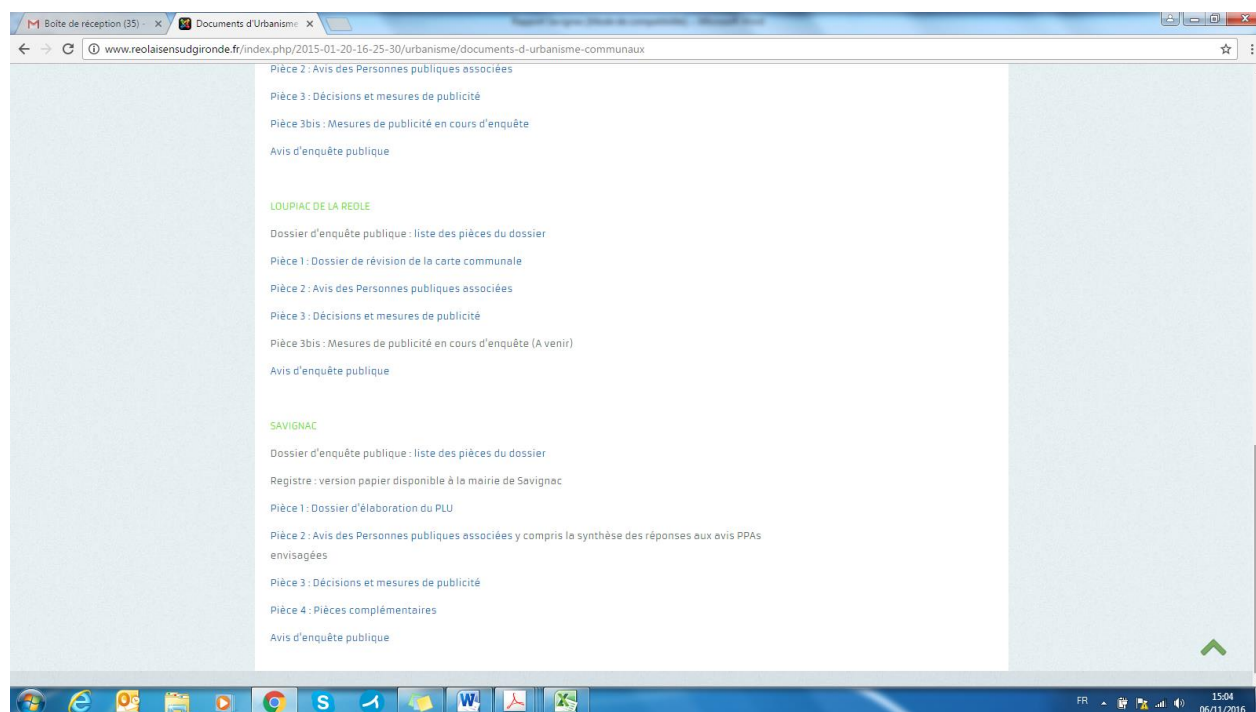 Boîte de réception (35) -
Documents d'Urbanisme
www.reolaisensudgironde.fr/index.php/2015-01-20-16-25-30/urbanisme/documents-d-urbanisme-communaux
Pièce 2 : Avis des Personnes publiques associées
Pièce 3 : Décisions et mesures de publicité
Pièce 3bis : Mesures de publicité en cours d'enquête
Avis d'enquête publique
LOUPIAC DE LA REOLE
Dossier d'enquête publique : liste des pièces du dossier
Pièce 1 : Dossier de révision de la carte communale
Pièce 2 : Avis des Personnes publiques associées
Pièce 3 : Décisions et mesures de publicité
Pièce 3bis : Mesures de publicité en cours d'enquête (A venir)
Avis d'enquête publique
SAVIGNAC
Dossier d'enquête publique : liste des pièces du dossier
Registre : version papier disponible à la mairie de Savignac
Pièce 1 : Dossier d'élaboration du PLU
Pièce 2 : Avis des Personnes publiques associées y compris la synthèse des réponses aux avis PPAs
envisagées
Pièce 3 : Décisions et mesures de publicité
Pièce 4 : Pièces complémentaires
Avis d'enquête publique
FR
15:04
06/11/2016